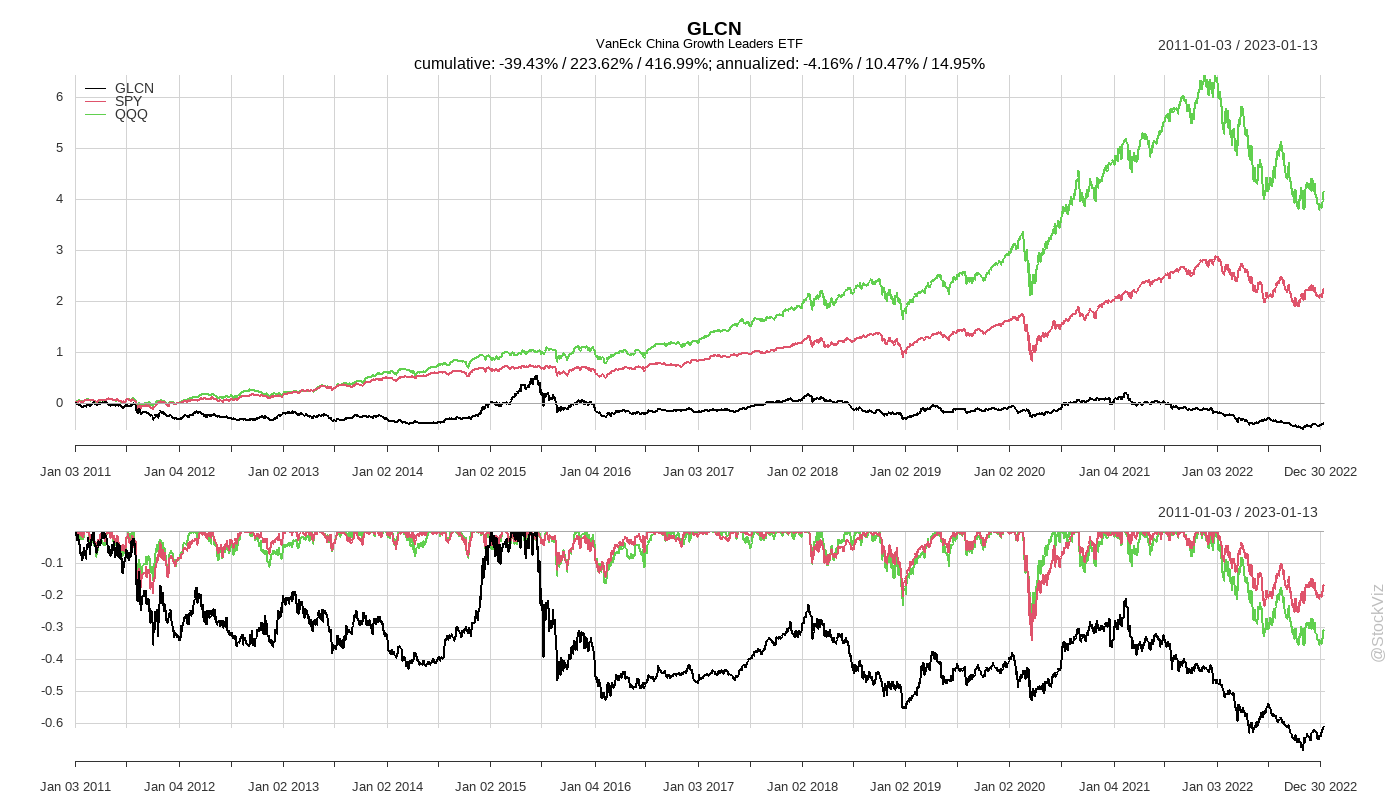 GLCN
VanEck China Growth Leaders ETF
2011-01-03 / 2023-01-13
cumulative: -39.43% / 223.62% / 416.99%; annualized: -4.16% / 10.47% / 14.95%
GLCN
SPY
QQQ
6
5
4
3
2
1
0
Jan 03 2011 Jan 04 2012 Jan 02 2013 Jan 02 2014 Jan 02 2015 Jan 04 2016 Jan 03 2017 Jan 02 2018 Jan 02 2019 Jan 02 2020 Jan 04 2021 Jan 03 2022 Dec 30 2022
2011-01-03 / 2023-01-13
-0.1
-0.2
-0.3
-0.4
-0.5
-0.6
Jan 03 2011 Jan 04 2012 Jan 02 2013 Jan 02 2014 Jan 02 2015 Jan 04 2016 Jan 03 2017 Jan 02 2018 Jan 02 2019 Jan 02 2020 Jan 04 2021 Jan 03 2022 Dec 30 2022
@StockViz